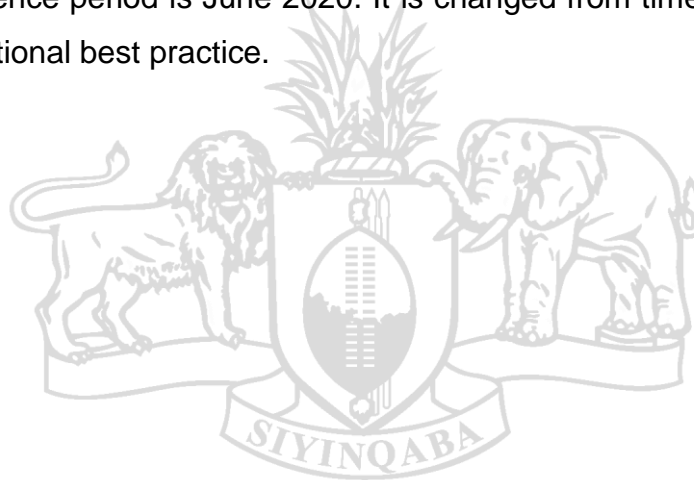 ence period is June 2020. It is changed from time
tional best practice.
SIYINQABA